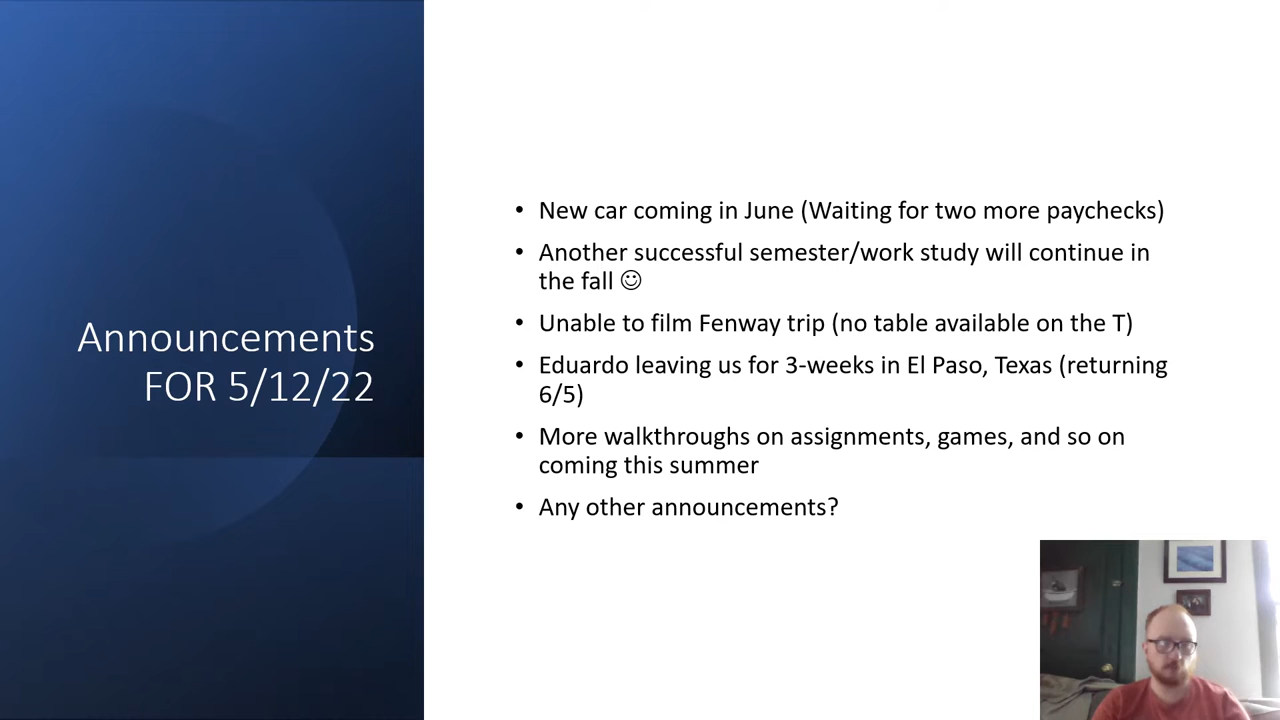 Announcements
FOR 5/12/22
• New car coming in June (Waiting for two more paychecks)
• Another successful semester/work study will continue in
the fall ☺
• Unable to film Fenway trip (no table available on the T)
• Eduardo leaving us for 3-weeks in El Paso, Texas (returning
6/5)
• More walkthroughs on assignments, games, and so on
coming this summer
• Any other announcements?